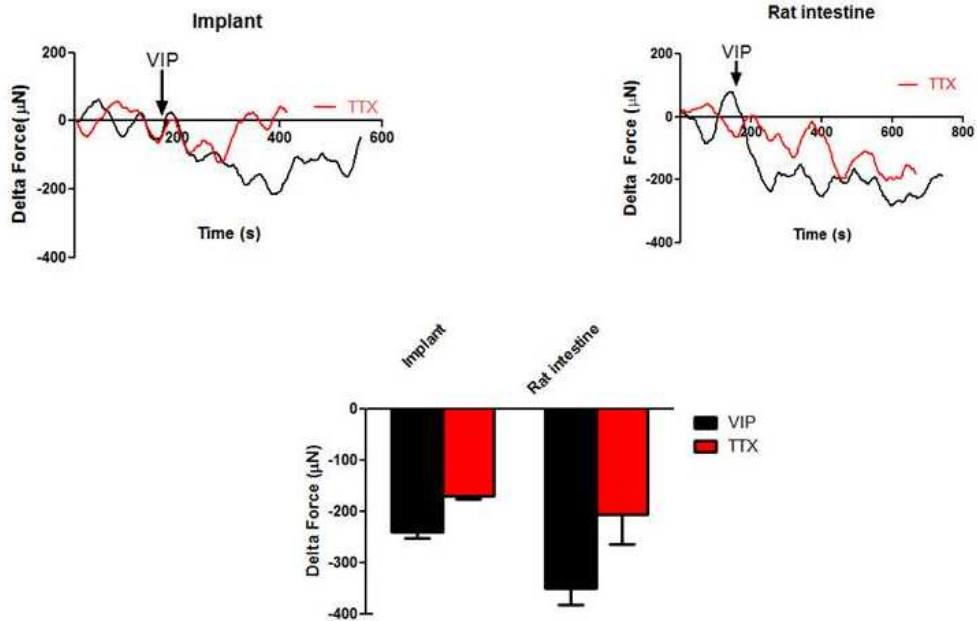 Implant
200
0
-200
-400
Delta Force(µN)
VIP
TTX
200
400
600
Time (s)
Rat intestine
200
0
-200
-400
Delta Force (µN)
VIP
TTX
200
400
600
800
Time (s)
Implant
Rat intestine
0
-100
-200
-300
-400
Delta Force (µN)
VIP
TTX